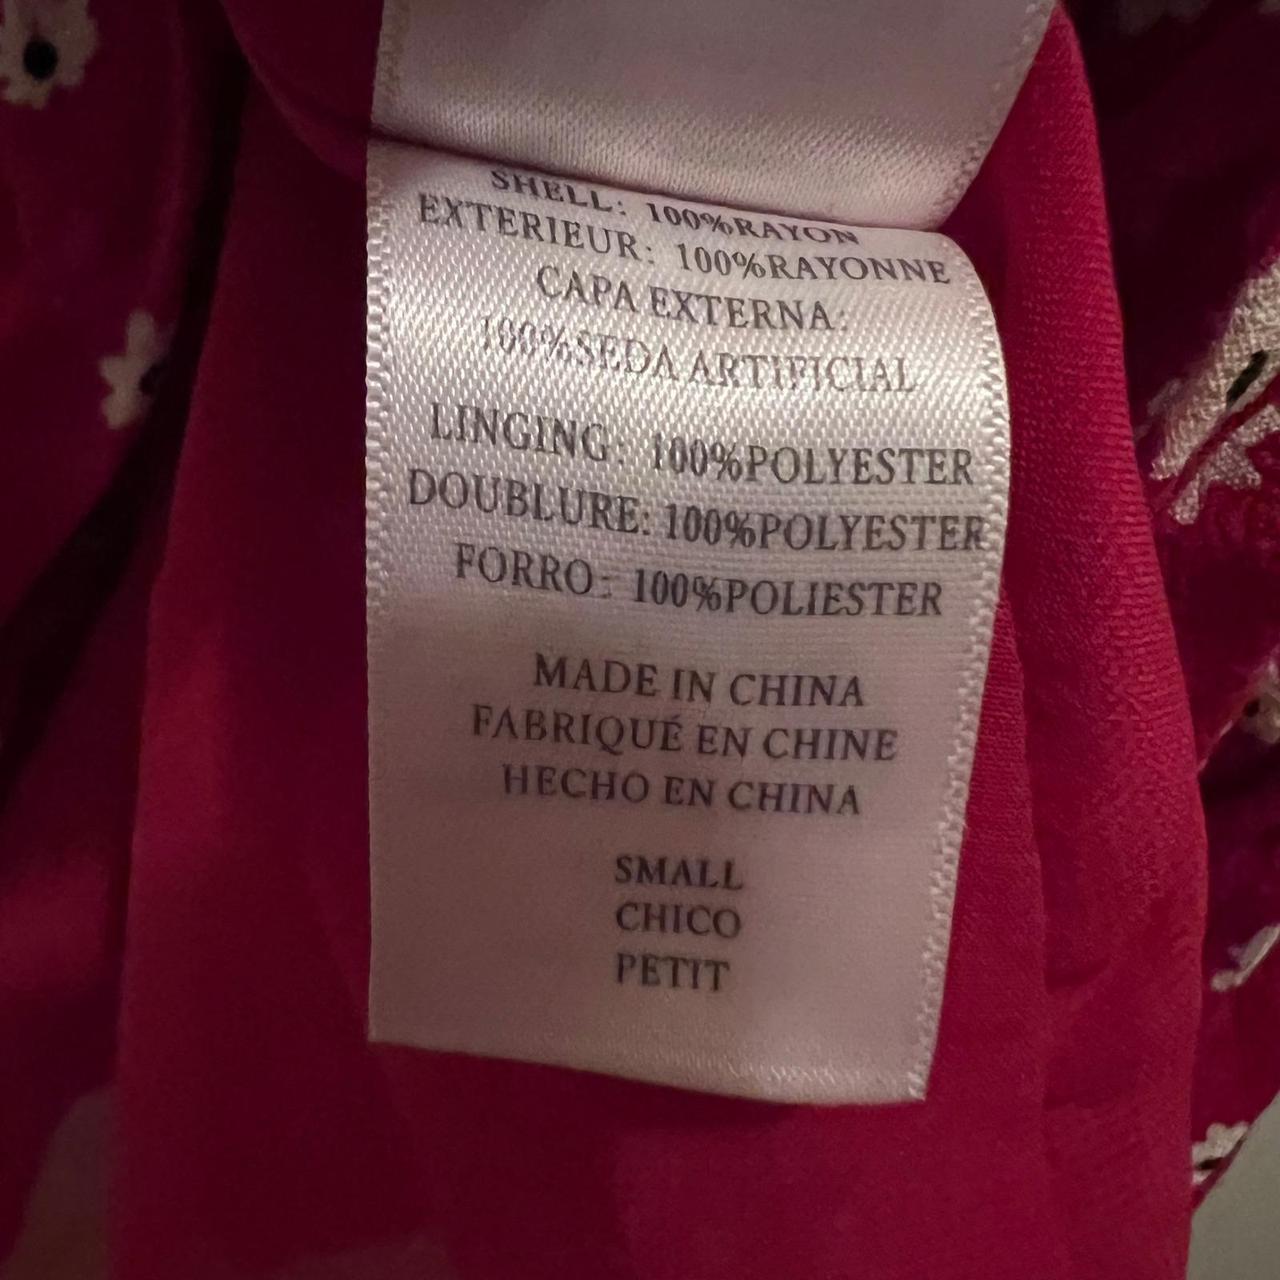 SHELL: 100%RAYON
EXTERIEUR: 100%RAYONNE
CAPA EXTERNA:
100%SEDA ARTIFICIAL
LINGING: 100%POLYESTER
DOUBLURE: 100%POLYESTER
FORRO: 100%POLIESTER
MADE IN CHINA
FABRIQUÉ EN CHINE
HECHO EN CHINA
SMALL
CHICO
PETIT